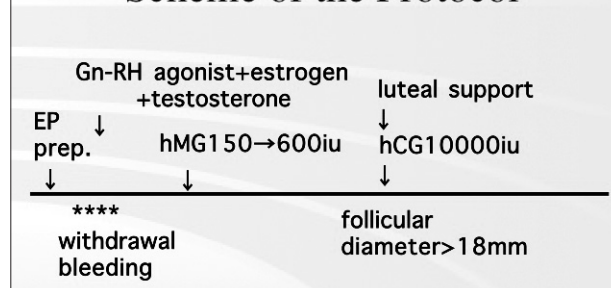 Scheme of the Protocol
Gn-RH agonist+estrogen
+testosterone
EP
prep.
↓
↓
hMG150→600iu
↓
luteal support
↓
hCG10000iu
↓
****
withdrawal
bleeding
follicular
diameter>18mm